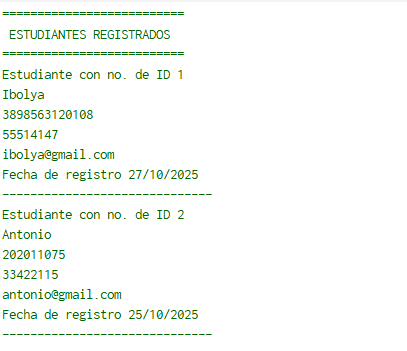 ==========================
ESTUDIANTES REGISTRADOS
==========================
Estudiante con no. de ID 1
Ibolya
3898563120108
55514147
ibolya@gmail.com
Fecha de registro 27/10/2025
------------------------------
Estudiante con no. de ID 2
Antonio
202011075
33422115
antonio@gmail.com
Fecha de registro 25/10/2025
------------------------------